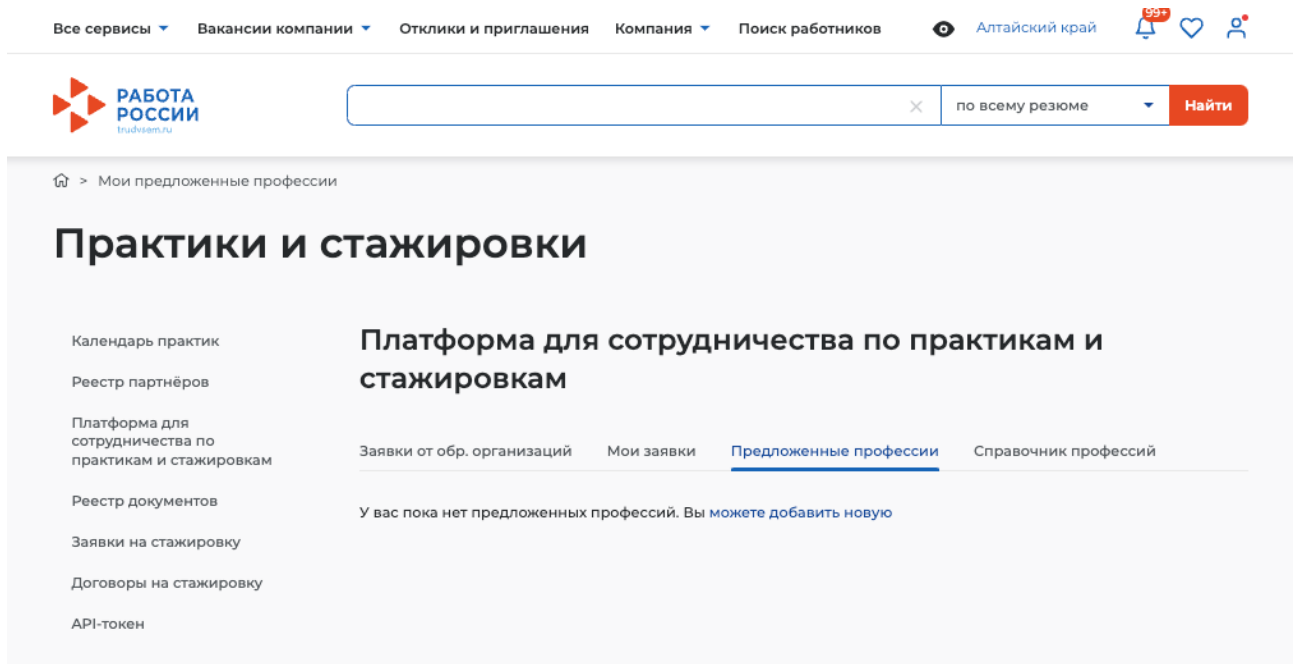 Все сервисы Вакансии компании Отклики и приглашения Компания Поиск работников Алтайский край 99+
РАБОТА
РОССИИ
trudvsem.ru
по всему резюме Найти
> Мои предложенные профессии
Практики и стажировки
Календарь практик
Реестр партнёров
Платформа для
сотрудничества по
практикам и стажировкам
Реестр документов
Заявки на стажировку
Договоры на стажировку
API-токен
Платформа для сотрудничества по практикам и
стажировкам
Заявки от обр. организаций Мои заявки Предложенные профессии Справочник профессий
У вас пока нет предложенных профессий. Вы можете добавить новую